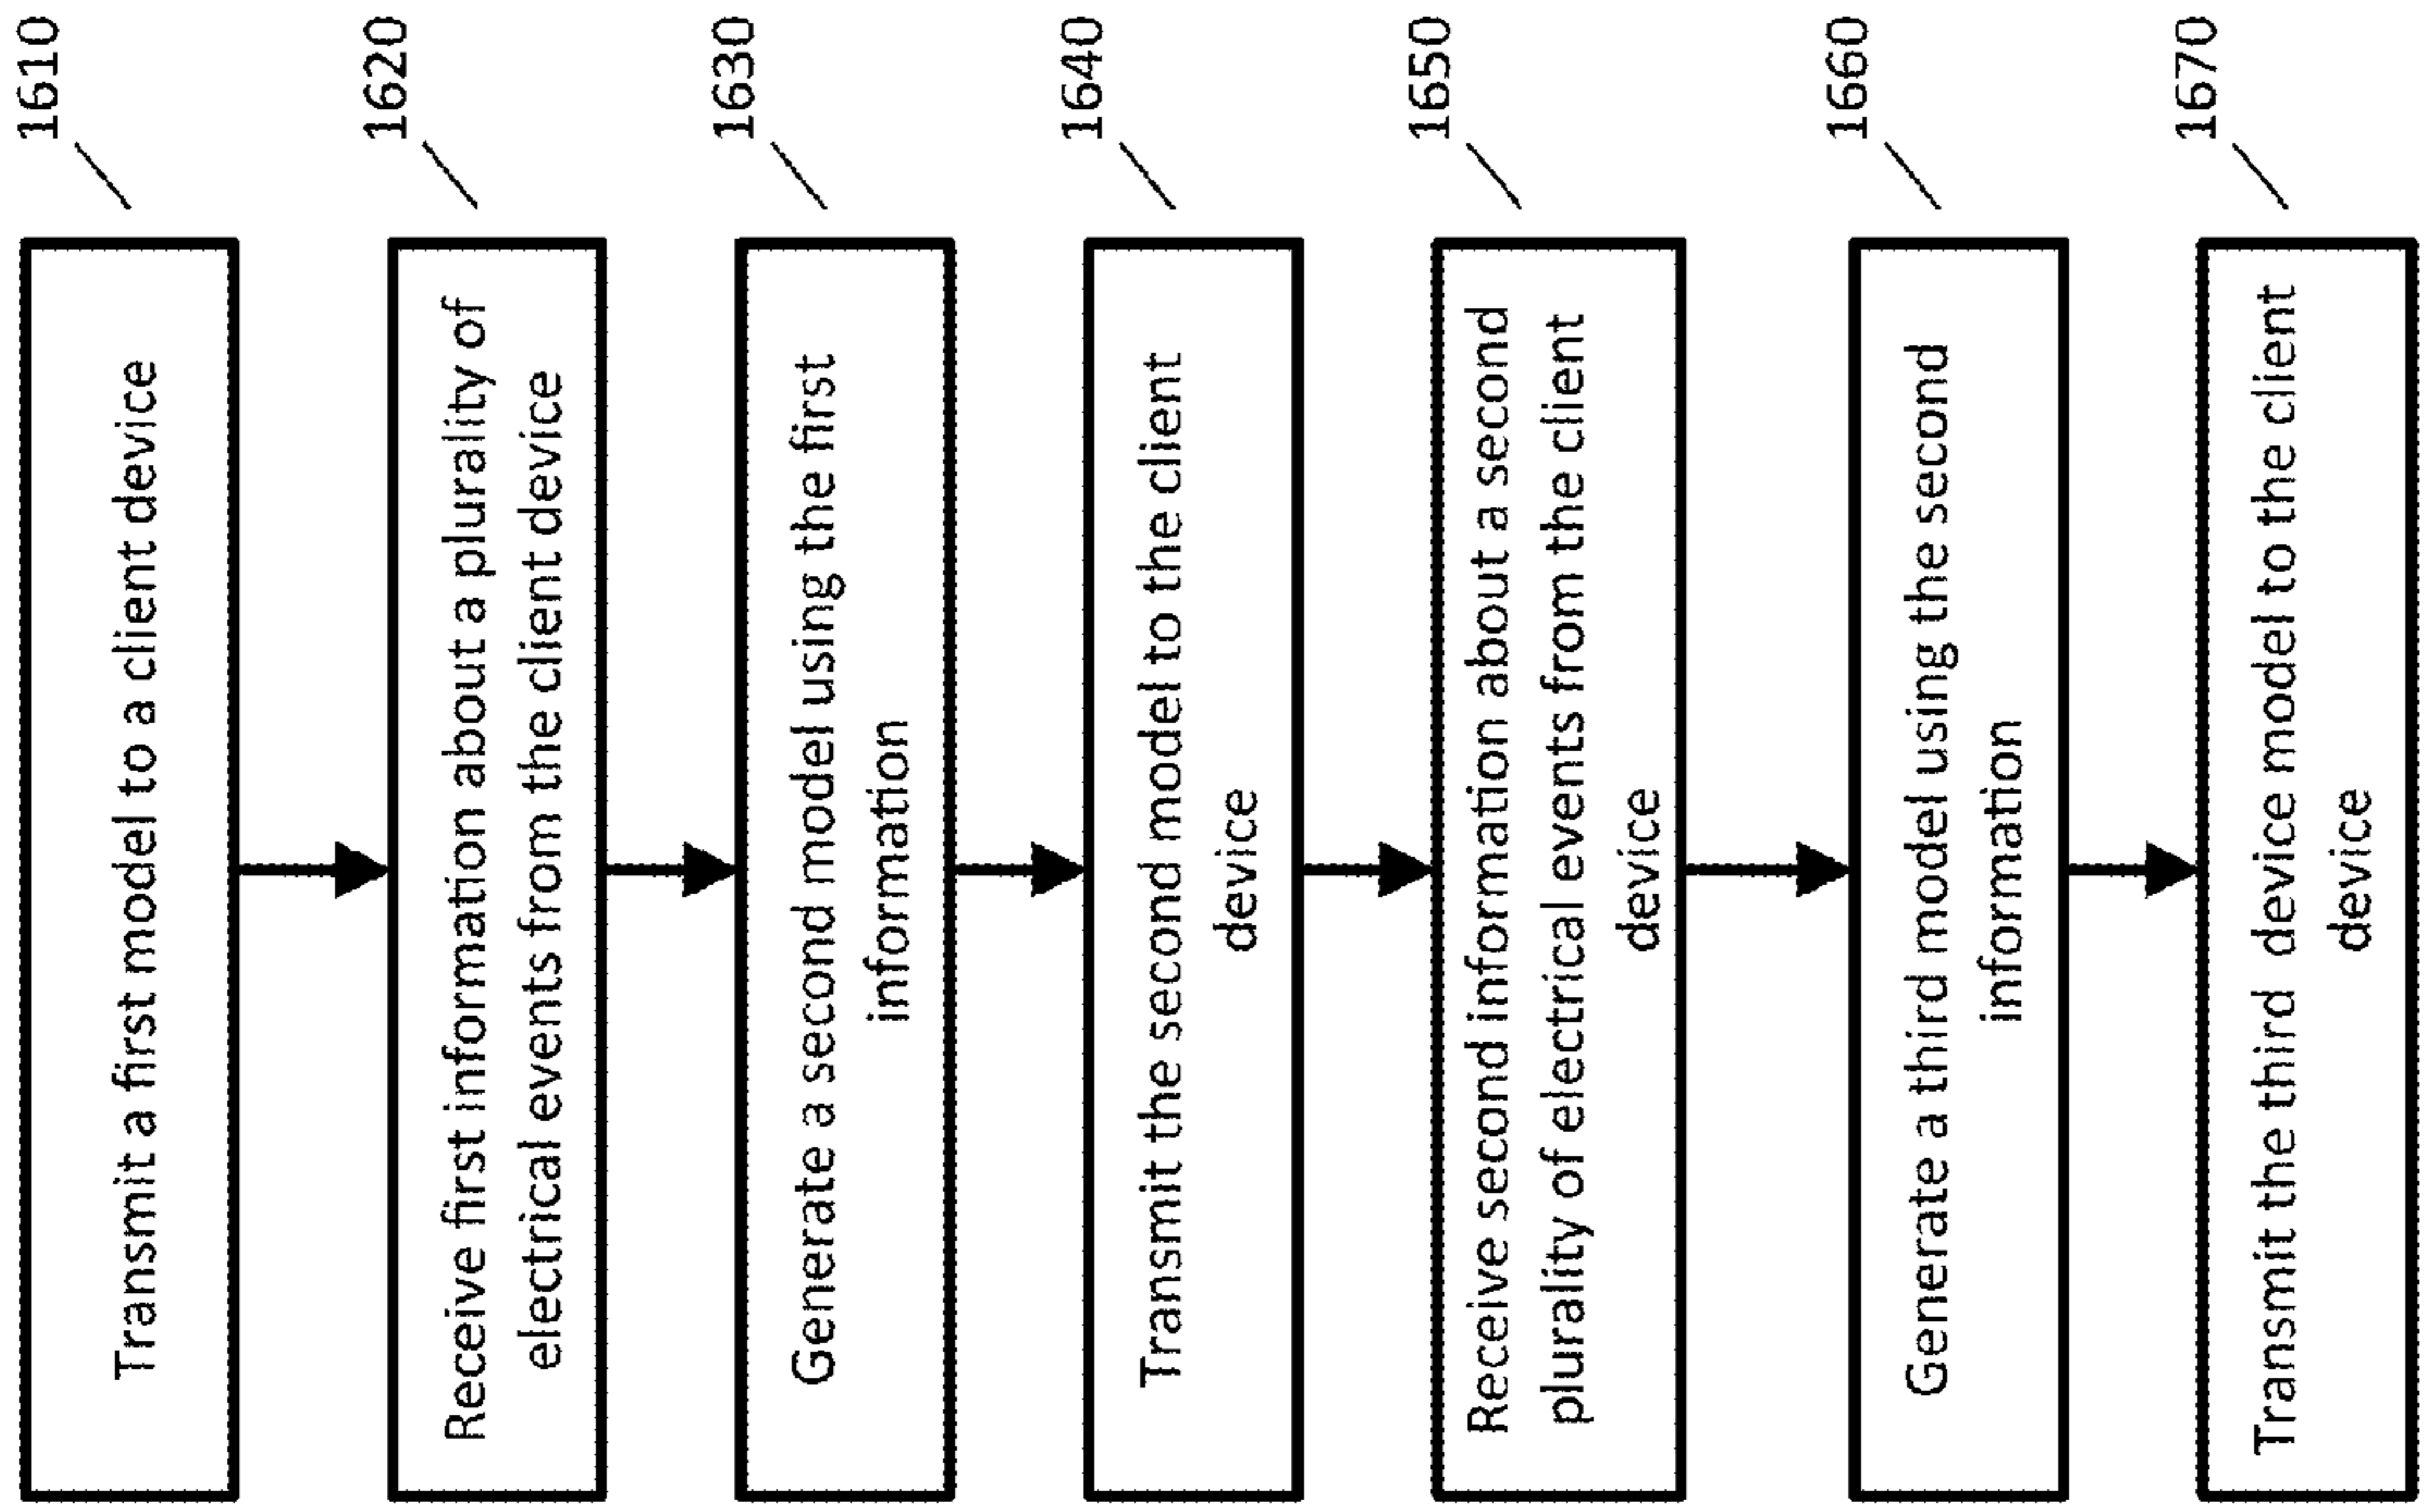 Transmit a first model to a client device
1610
Receive first information about a plurality of
electrical events from the client device
1620
Generate a second model using the first
information
1630
Transmit the second model to the client
device
1640
Receive second information about a second
plurality of electrical events from the client
device
1650
Generate a third model using the second
information
1660
Transmit the third device model to the client
device
1670